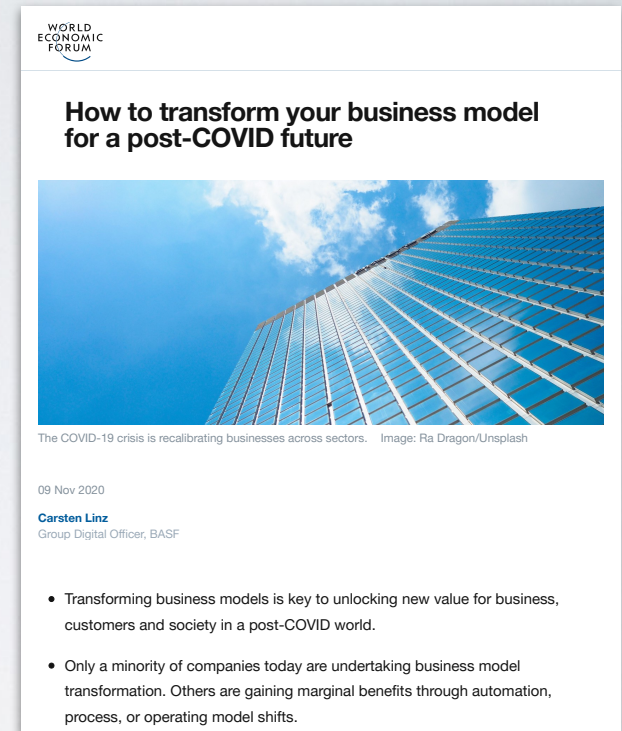 WORLD
ECONOMIC
FORUM
How to transform your business model
for a post-COVID future
The COVID-19 crisis is recalibrating businesses across sectors. Image: Ra Dragon/Unsplash
09 Nov 2020
Carsten Linz
Group Digital Officer, BASF
• Transforming business models is key to unlocking new value for business,
customers and society in a post-COVID world.
• Only a minority of companies today are undertaking business model
transformation. Others are gaining marginal benefits through automation,
process, or operating model shifts.